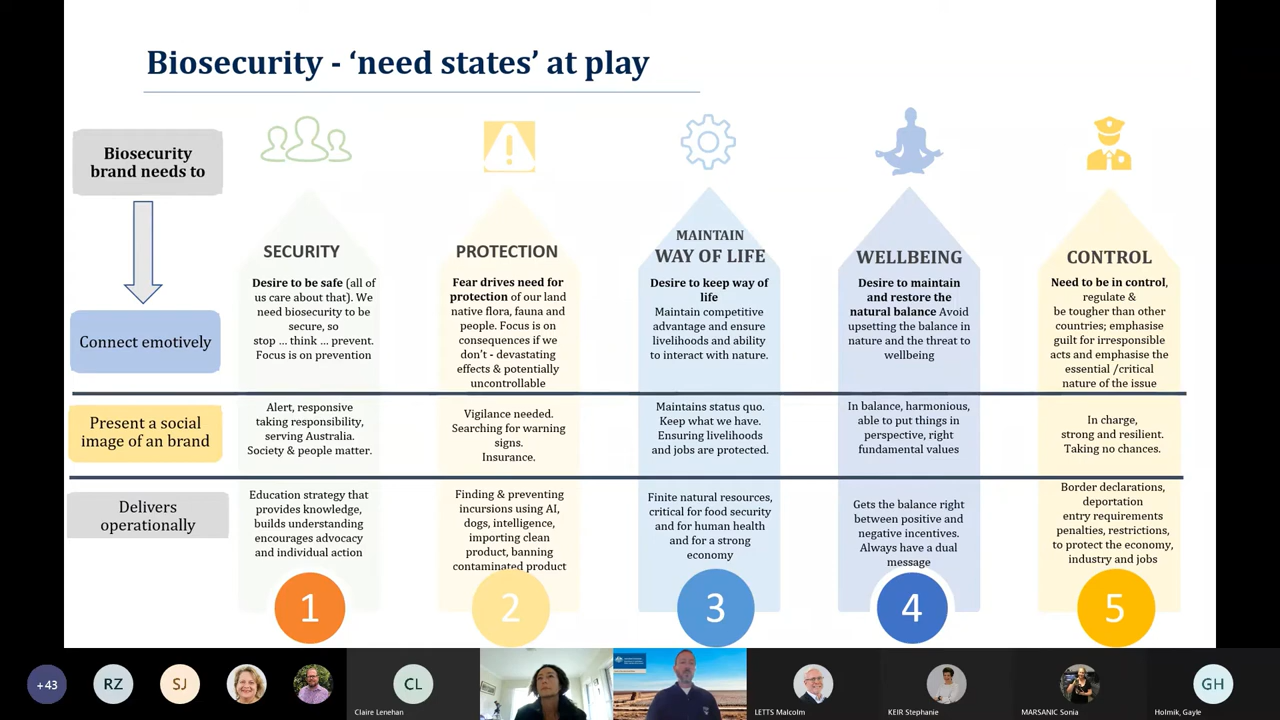 Biosecurity - ‘need states’ at play
Biosecurity
brand needs to
Connect emotively
Present a social
image of an brand
Delivers
operationally
SECURITY
Desire to be safe (all of
us care about that). We
need biosecurity to be
secure, so
stop ... think ... prevent.
Focus is on prevention
Alert, responsive
taking responsibility,
serving Australia.
Society & people matter.
Education strategy that
provides knowledge,
builds understanding
encourages advocacy
and individual action
1
PROTECTION
Fear drives need for
protection of our land
native flora, fauna and
people. Focus is on
consequences if we
don't - devastating
effects & potentially
uncontrollable
Vigilance needed.
Searching for warning
signs.
Insurance.
Finding & preventing
incursions using AI,
dogs, intelligence,
importing clean
product, banning
contaminated product
2
MAINTAIN
WAY OF LIFE
Desire to keep way of
life
Maintain competitive
advantage and ensure
livelihoods and ability
to interact with nature.
Maintains status quo.
Keep what we have.
Ensuring livelihoods
and jobs are protected.
Finite natural resources,
critical for food security
and for human health
and for a strong
economy
3
WELLBEING
Desire to maintain
and restore the
natural balance Avoid
upsetting the balance in
nature and the threat to
wellbeing
In balance, harmonious,
able to put things in
perspective, right
fundamental values
Gets the balance right
between positive and
negative incentives.
Always have a dual
message
4
CONTROL
Need to be in control,
regulate &
be tougher than other
countries; emphasise
guilt for irresponsible
acts and emphasise the
essential /critical
nature of the issue
In charge,
strong and resilient.
Taking no chances.
Border declarations,
deportation
entry requirements
penalties, restrictions,
to protect the economy,
industry and jobs
5
+43
RZ
SJ
CL
Claire Lenehan
LETTS Malcolm
KEIR Stephanie
MARSANIC Sonia
GH
Holmik, Gayle